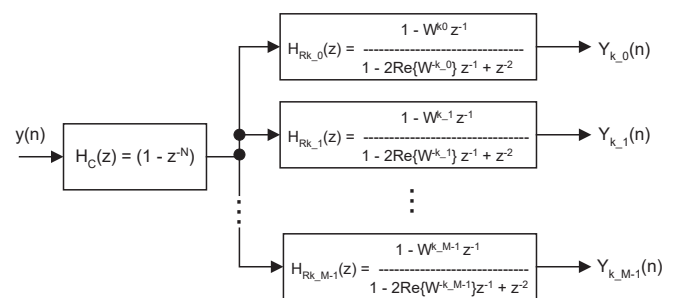 1 - W^k0 z^-1
H_Rk_0(z) = --------------------------------
1 - 2Re{W^-k_0} z^-1 + z^-2
Y_k_0(n)
y(n)
H_C(z) = (1 - z^-N)
1 - W^k_1 z^-1
H_Rk_1(z) = --------------------------------
1 - 2Re{W^-k_1} z^-1 + z^-2
Y_k_1(n)
1 - W^k_M-1 z^-1
H_Rk_M-1(z) = --------------------------------
1 - 2Re{W^-k_M-1}z^-1 + z^-2
Y_k_M-1(n)